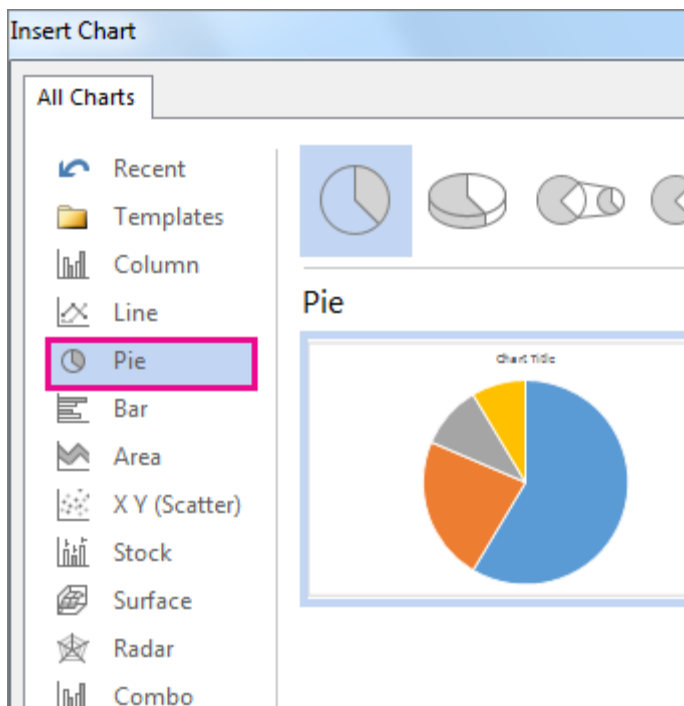 Insert Chart
All Charts
Recent
Templates
Column
Line
Pie
Bar
Area
X Y (Scatter)
Stock
Surface
Radar
Combo
Pie
Chart Title